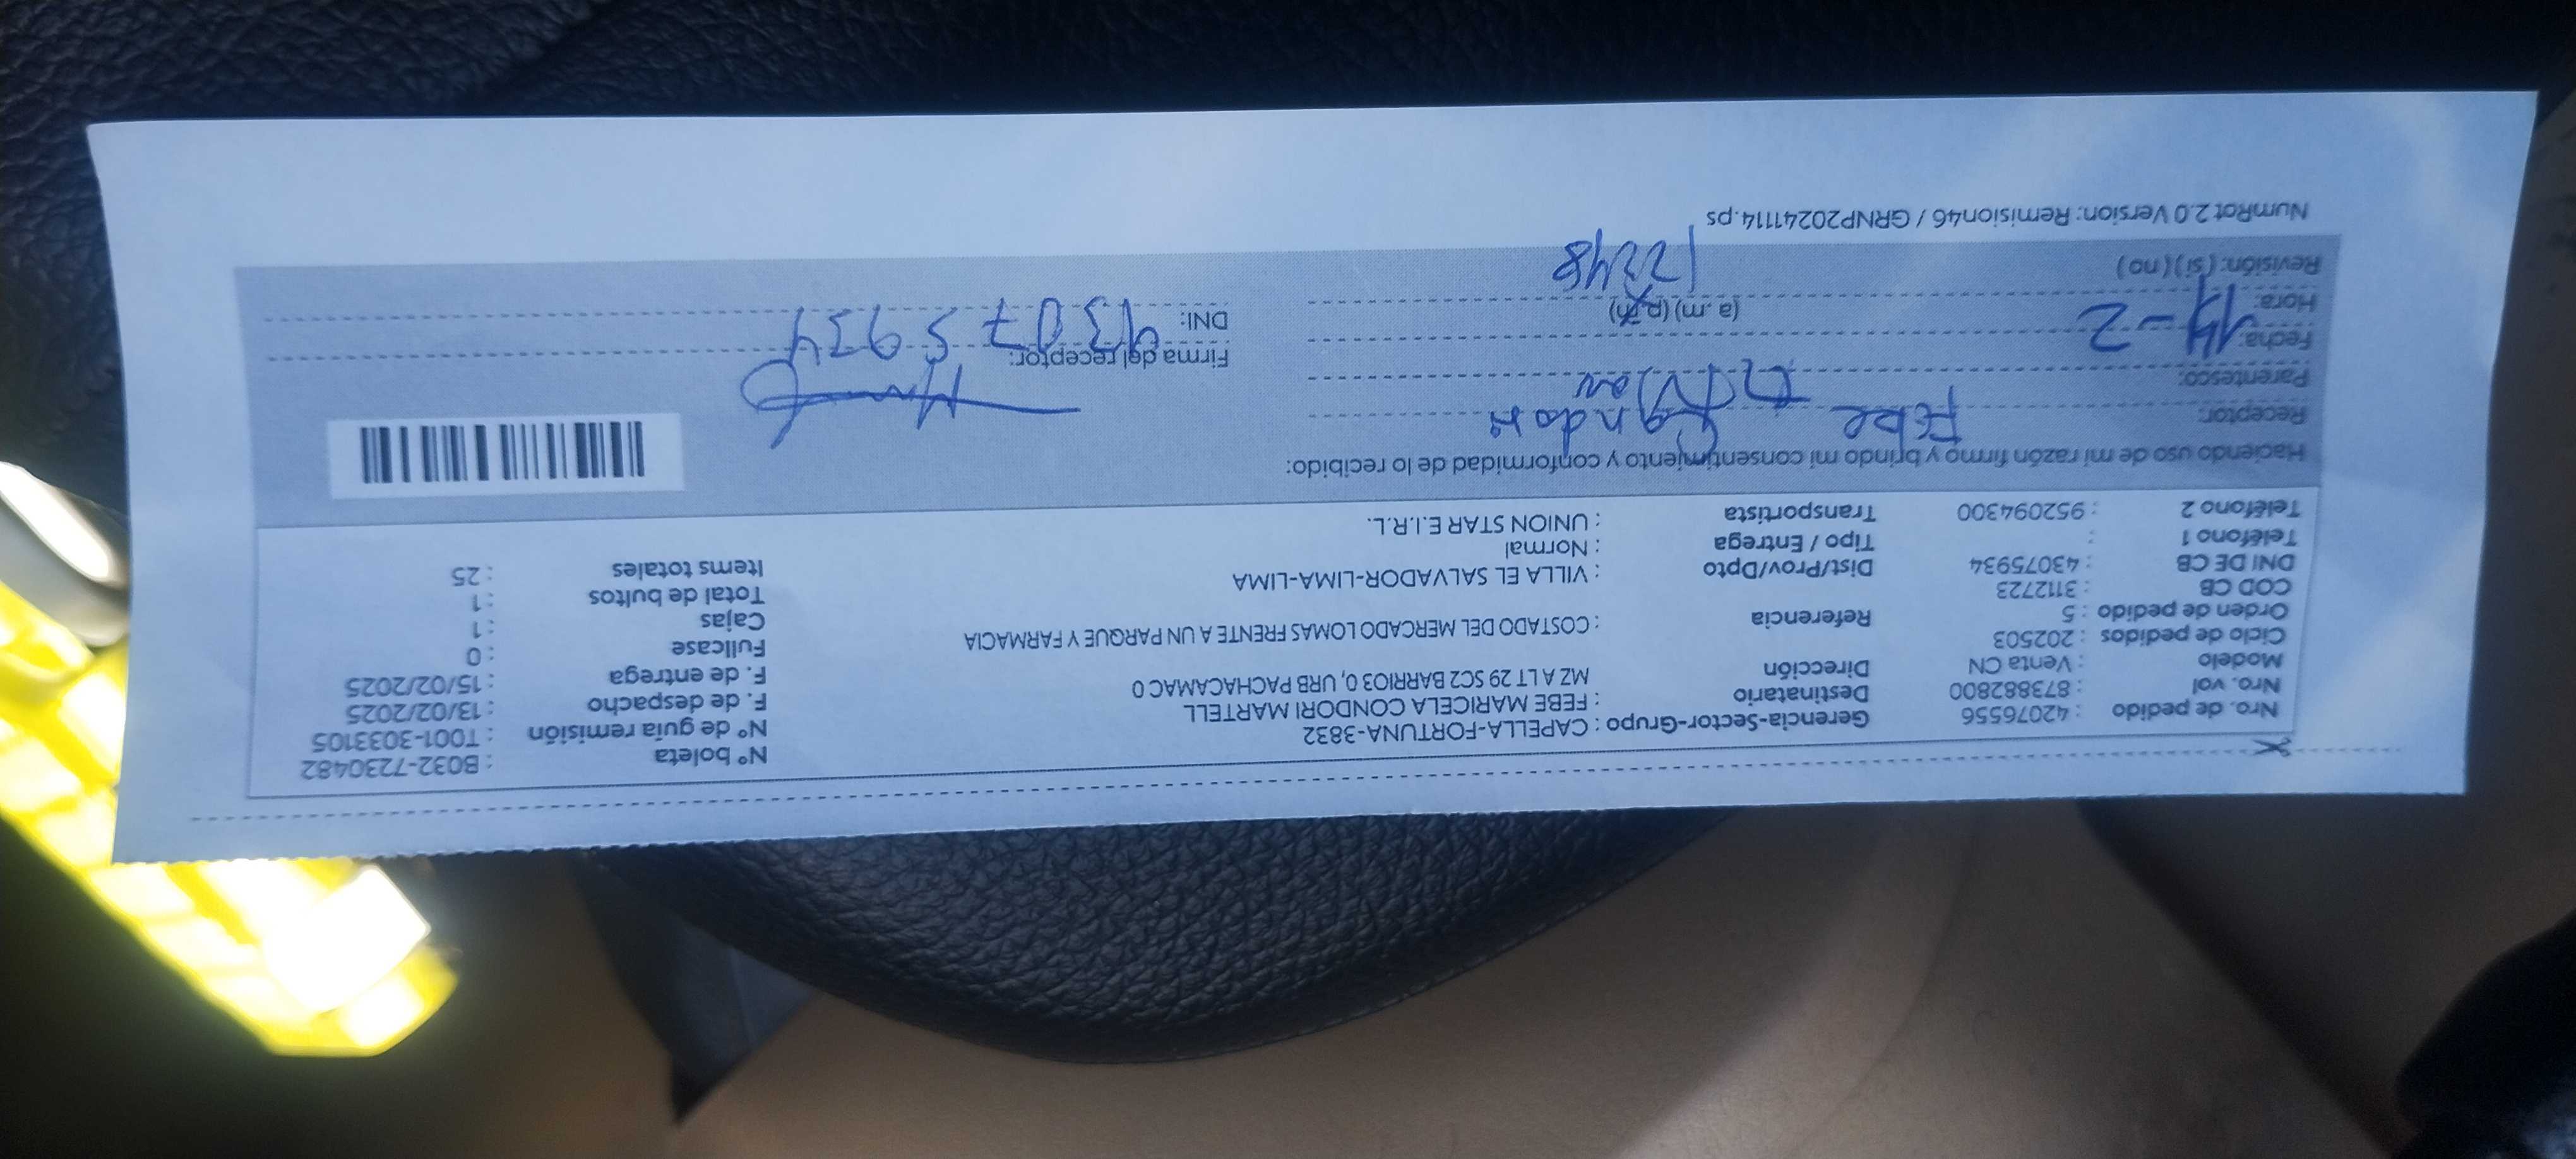 Nro. de pedido : 42076556
Nro. vol : 873882800
Modelo : Venta CN
Ciclo de pedidos : 202503
Orden de pedido : 5
COD CB : 3112723
DNI DE CB : 43075934
Teléfono 1 :
Teléfono 2 : 952094300
Gerencia-Sector-Grupo : CAPELLA-FORTUNA-3832
Destinatario : FEBE MARICELA CONDORI MARTELL
Dirección MZ A LT 29 SC2 BARRIO3 0, URB PACHACAMAC 0
Referencia : COSTADO DEL MERCADO LOMAS FRENTE A UN PARQUE Y FARMACIA
Dist/Prov/Dpto : VILLA EL SALVADOR-LIMA-LIMA
Tipo / Entrega : Normal
Transportista : UNION STAR E.I.R.L.
N° boleta : B032-7230482
N° de guía remisión : T001-3033105
F. de despacho : 13/02/2025
F. de entrega : 15/02/2025
Fullcase : 0
Cajas : 1
Total de bultos : 1
Items totales : 25
Haciendo uso de mi razón firmo y brindo mi consentimiento y conformidad de lo recibido:
Receptor: Febe Condori
Parentesco: titular
Fecha: 14-2
Hora: (a.m) (p.m)
Revisión: (si) (no)
Firma del receptor:
DNI: 43075934
NumRot 2.0 Version: Remision46 / GRNP20241114.ps